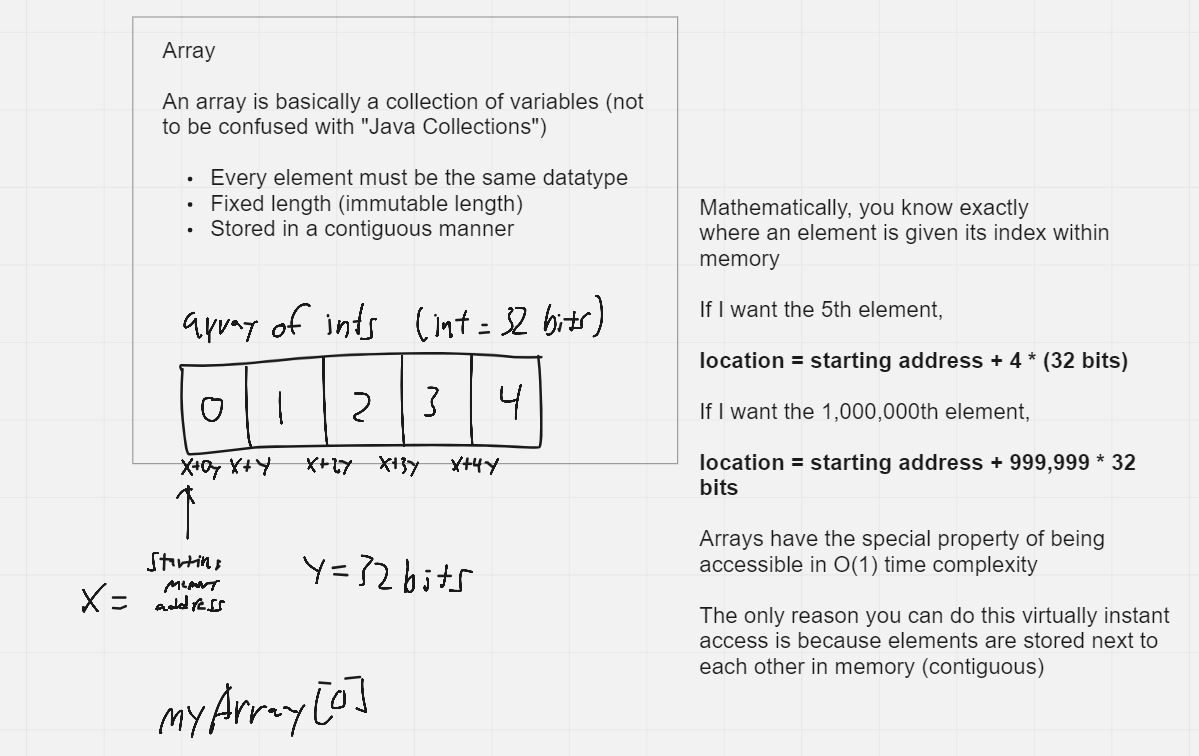 Array
An array is basically a collection of variables (not
to be confused with "Java Collections")
• Every element must be the same datatype
• Fixed length (immutable length)
• Stored in a contiguous manner
array of ints (int = 32 bits)
0 1 2 3 4
X+0y X+Y X+2Y X+3Y X+4Y
starting
address
X =
Y = 32 bits
myArray[0]
Mathematically, you know exactly
where an element is given its index within
memory
If I want the 5th element,
location = starting address + 4 * (32 bits)
If I want the 1,000,000th element,
location = starting address + 999,999 * 32
bits
Arrays have the special property of being
accessible in O(1) time complexity
The only reason you can do this virtually instant
access is because elements are stored next to
each other in memory (contiguous)